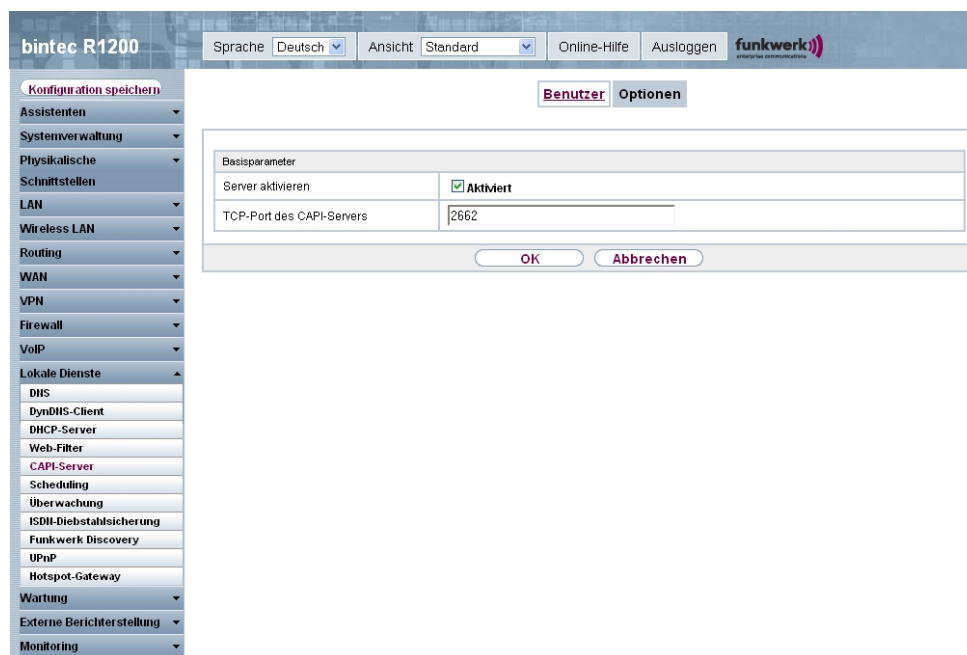 bintec R1200
Sprache Deutsch Ansicht Standard Online-Hilfe Ausloggen funkwerk
enterprise communications
Konfiguration speichern
Assistenten
Systemverwaltung
Physikalische
Schnittstellen
LAN
Wireless LAN
Routing
WAN
VPN
Firewall
VoIP
Lokale Dienste
DNS
DynDNS-Client
DHCP-Server
Web-Filter
CAPI-Server
Scheduling
Überwachung
ISDN-Diebstahlsicherung
Funkwerk Discovery
UPnP
Hotspot-Gateway
Wartung
Externe Berichterstellung
Monitoring
Benutzer Optionen
Basisparameter
Server aktivieren Aktiviert
TCP-Port des CAPI-Servers 2662
OK Abbrechen